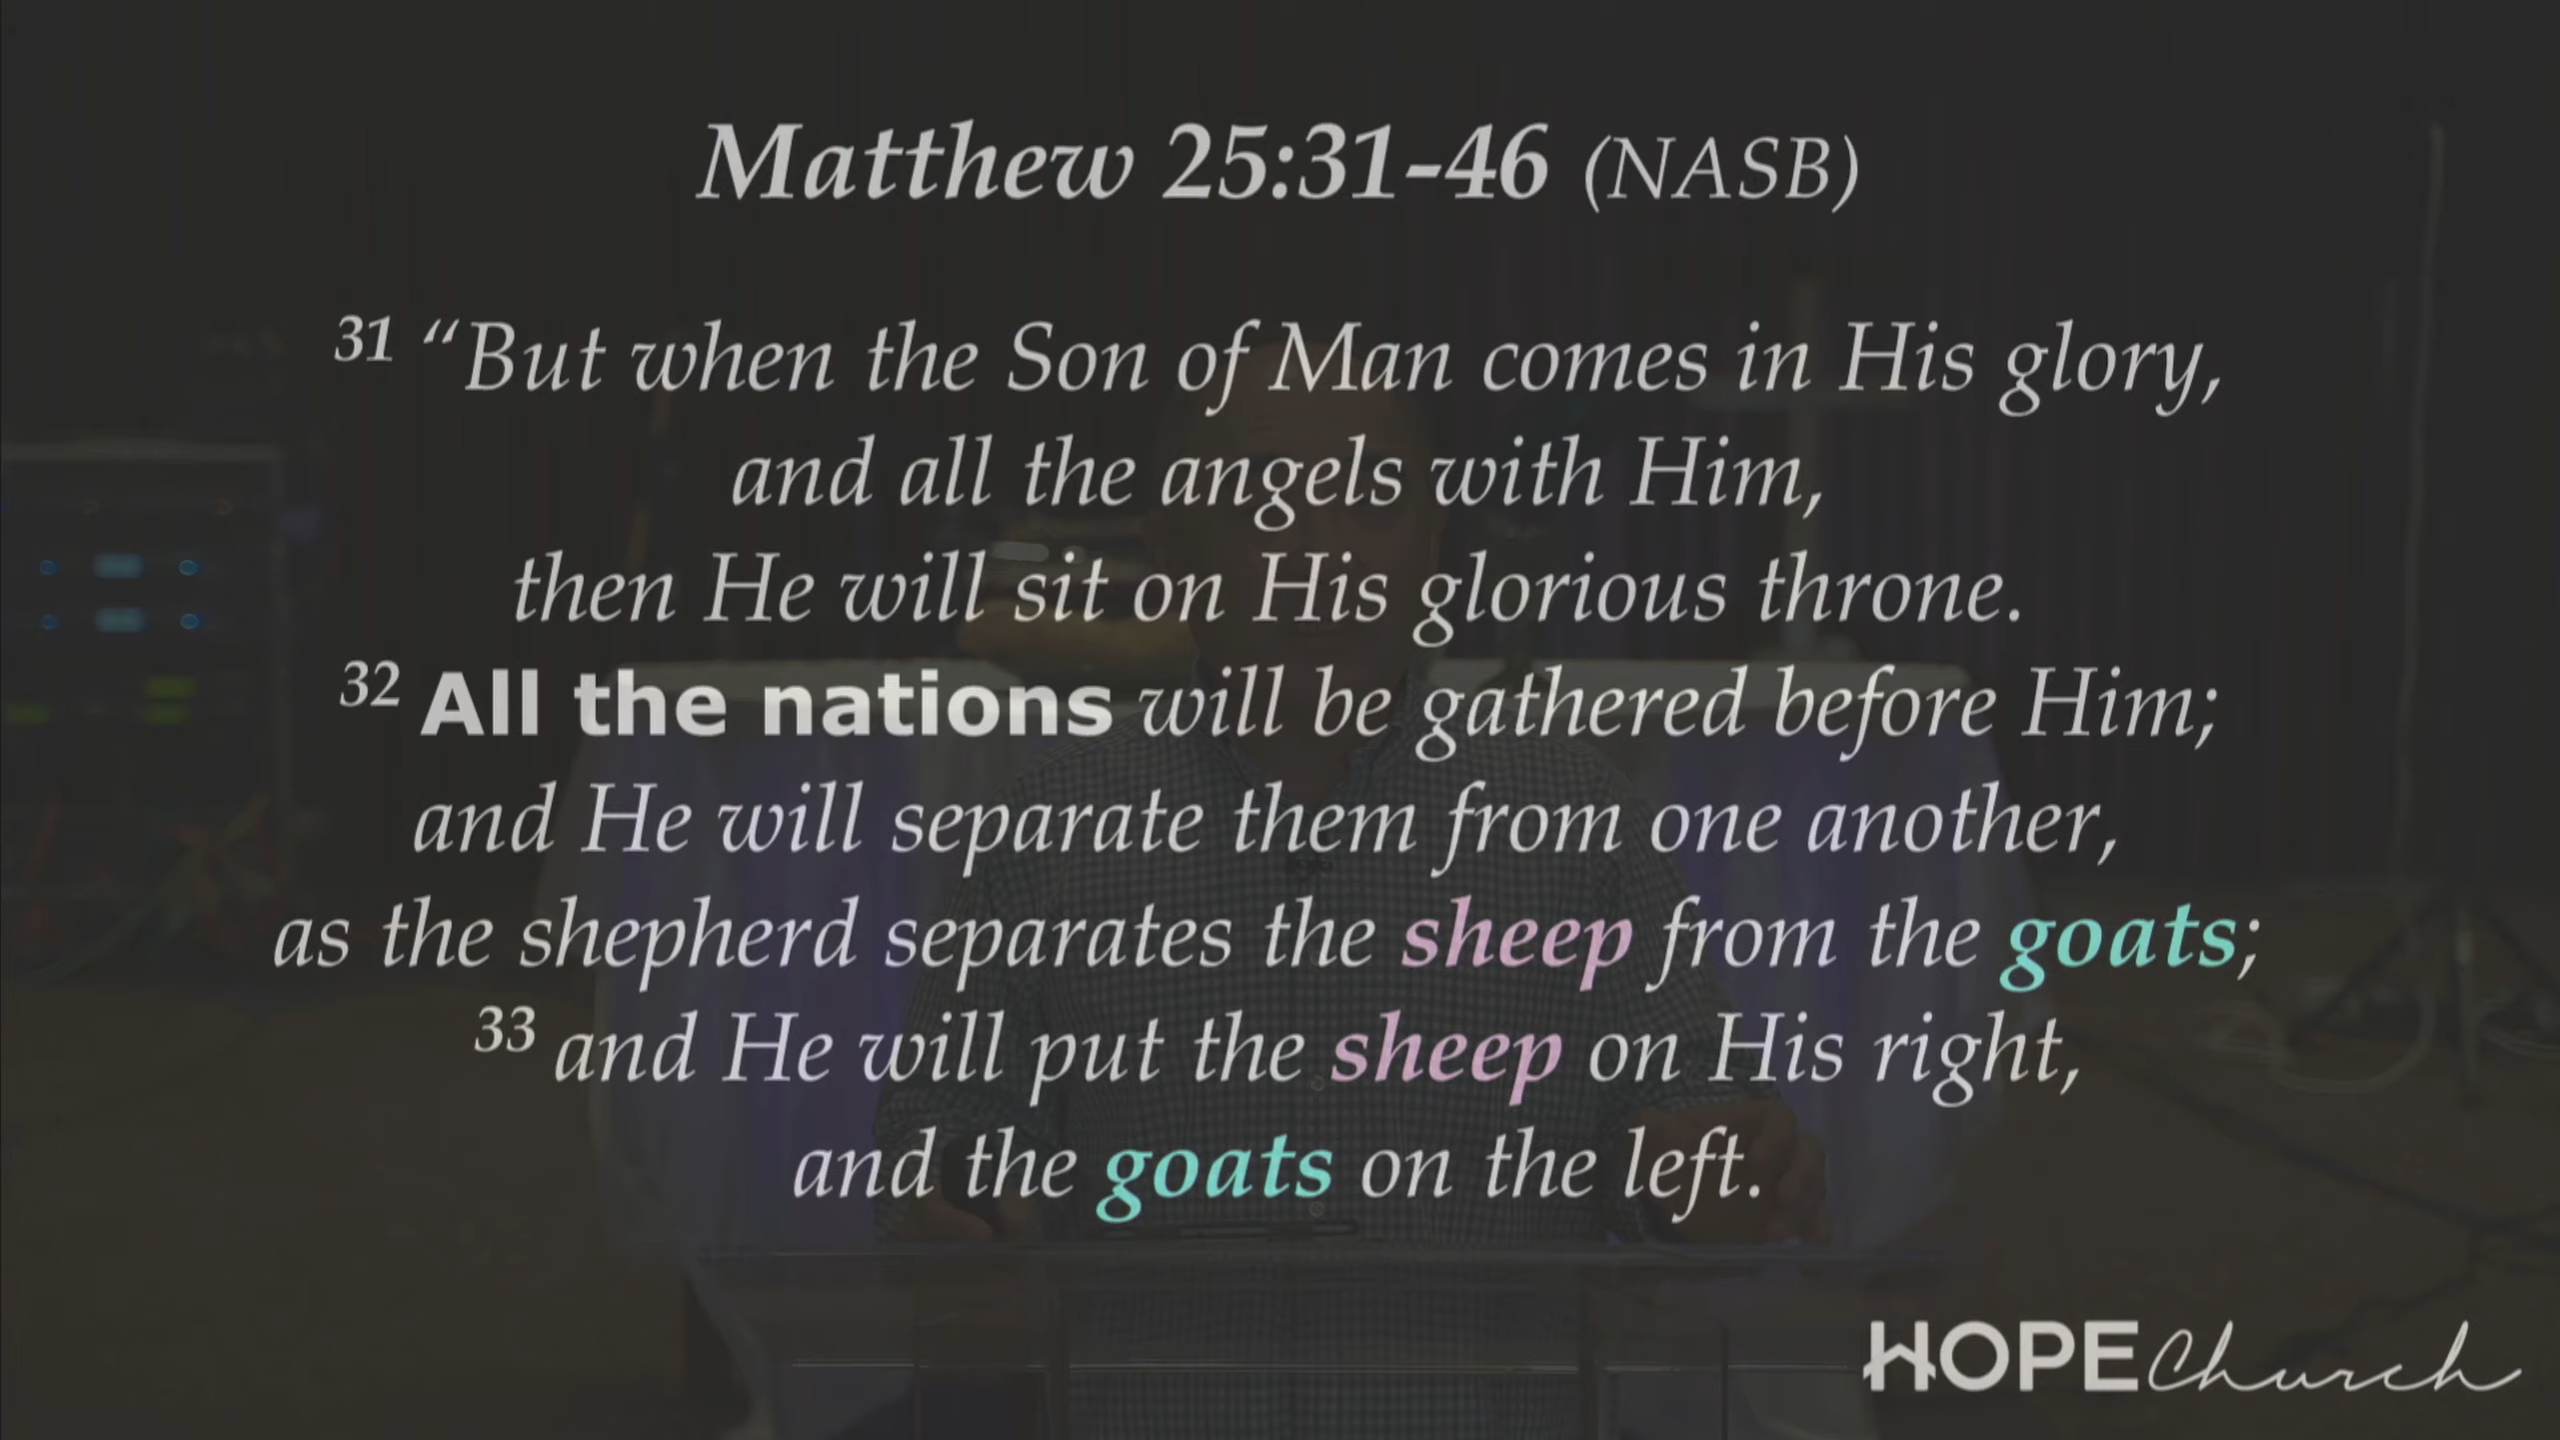 Matthew 25:31-46 (NASB)
31 “But when the Son of Man comes in His glory,
and all the angels with Him,
then He will sit on His glorious throne.
32 All the nations will be gathered before Him;
and He will separate them from one another,
as the shepherd separates the sheep from the goats;
33 and He will put the sheep on His right,
and the goats on the left.
HOPE Church